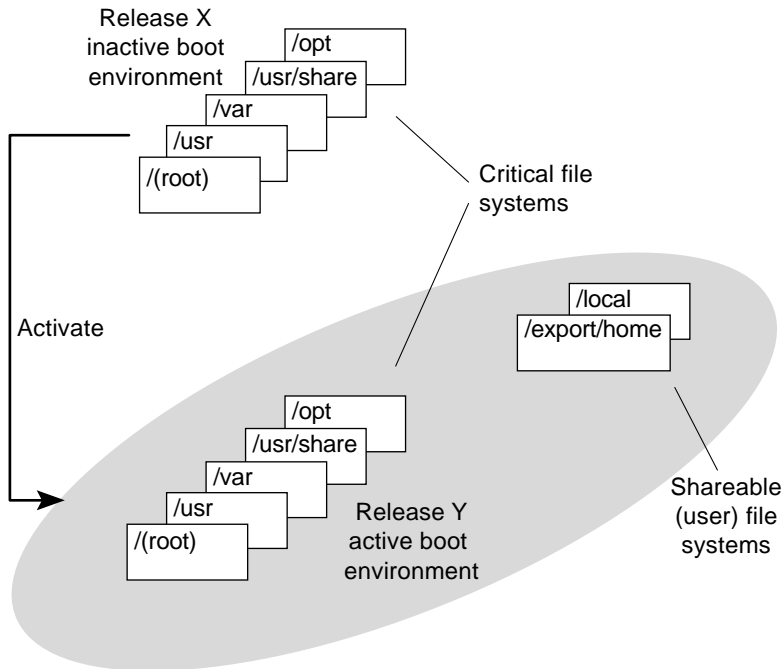 Release X
inactive boot
environment
/opt
/usr/share
/var
/usr
/(root)
Critical file
systems
Activate
/local
/export/home
/opt
/usr/share
/var
/usr
/(root)
Release Y
active boot
environment
Shareable
(user) file
systems